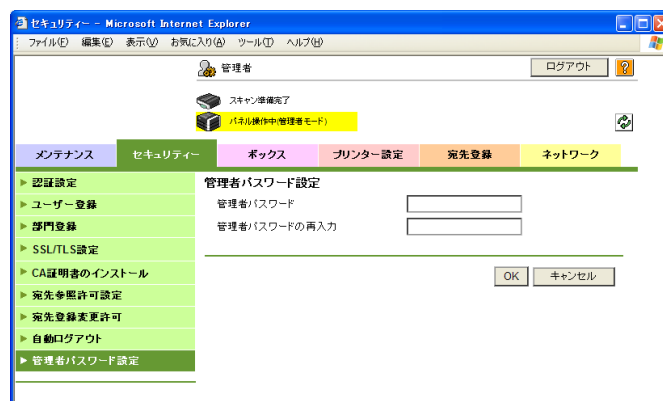 セキュリティー - Microsoft Internet Explorer
ファイル(F) 編集(E) 表示(V) お気に入り(A) ツール(T) ヘルプ(H)
管理者 ログアウト ?
スキャン準備完了
パネル操作中(管理者モード)
メンテナンス セキュリティー ボックス プリンター設定 宛先登録 ネットワーク
認証設定
ユーザー登録
部門登録
SSL/TLS設定
CA証明書のインストール
宛先参照許可設定
宛先登録変更許可
自動ログアウト
管理者パスワード設定
管理者パスワード設定
管理者パスワード
管理者パスワードの再入力
OK キャンセル